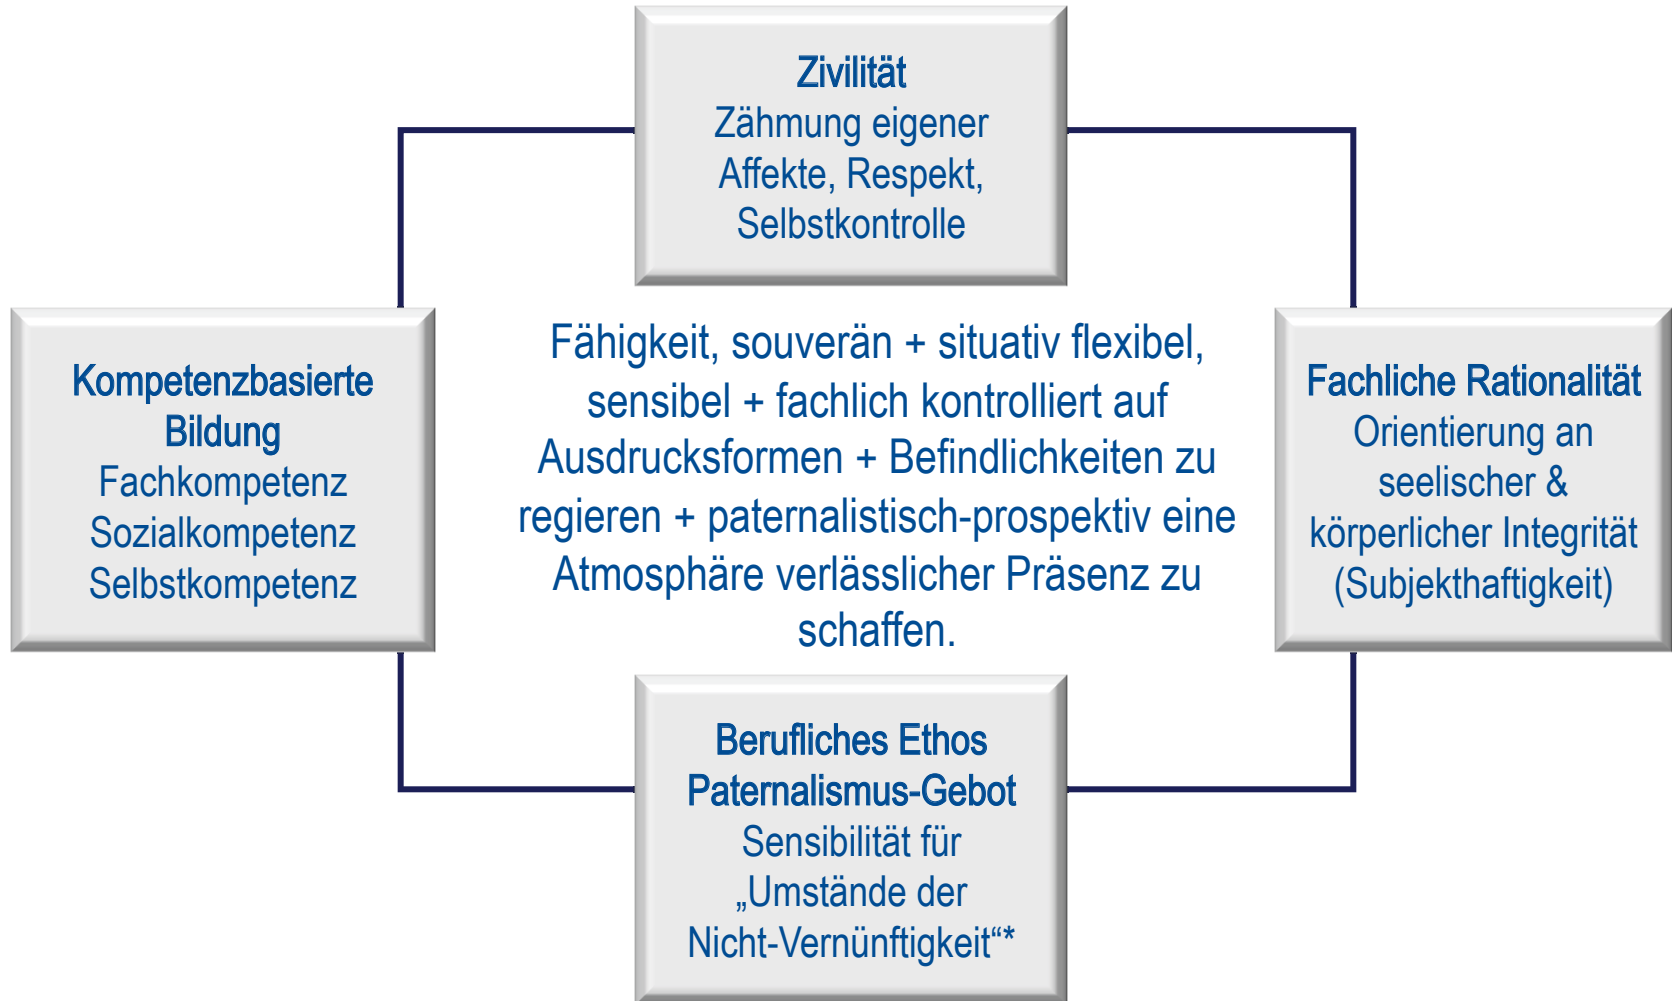 Zivilität
Zähmung eigener
Affekte, Respekt,
Selbstkontrolle
Kompetenzbasierte
Bildung
Fachkompetenz
Sozialkompetenz
Selbstkompetenz
Fähigkeit, souverän + situativ flexibel,
sensibel + fachlich kontrolliert auf
Ausdrucksformen + Befindlichkeiten zu
regieren + paternalistisch-prospektiv eine
Atmosphäre verlässlicher Präsenz zu
schaffen.
Fachliche Rationalität
Orientierung an
seelischer &
körperlicher Integrität
(Subjekthaftigkeit)
Berufliches Ethos
Paternalismus-Gebot
Sensibilität für
„Umstände der
Nicht-Vernünftigkeit“*